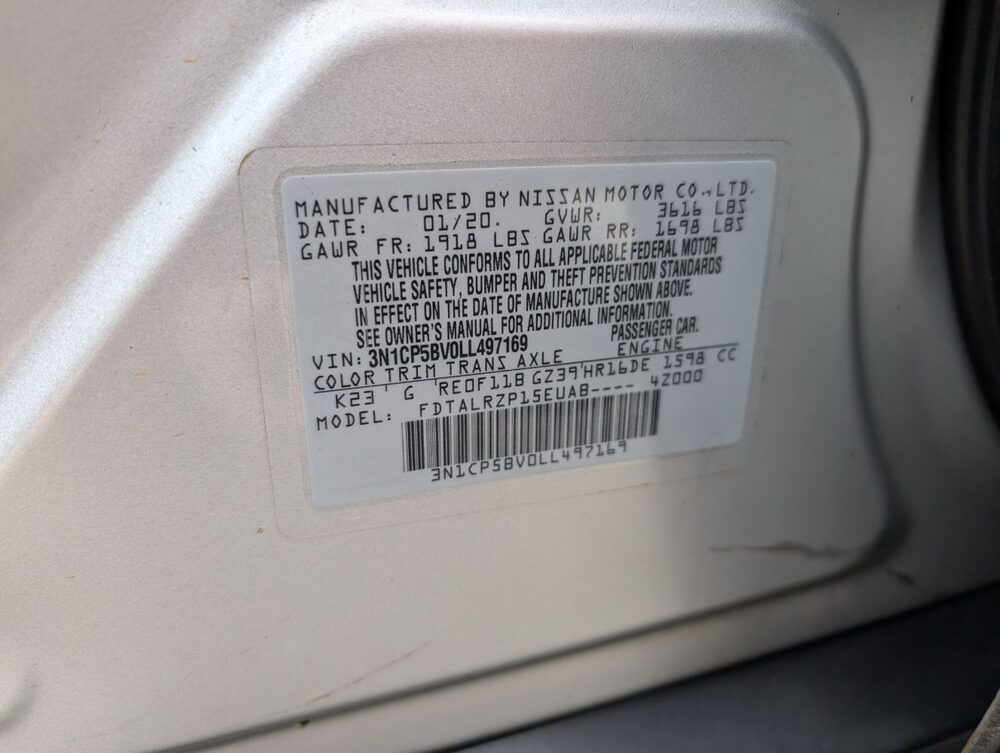 MANUFACTURED BY NISSAN MOTOR CO.,LTD.
DATE: 01/20. GVWR: 3616 LBS
GAWR FR: 1918 LBS GAWR RR: 1698 LBS
THIS VEHICLE CONFORMS TO ALL APPLICABLE FEDERAL MOTOR
VEHICLE SAFETY, BUMPER AND THEFT PREVENTION STANDARDS
IN EFFECT ON THE DATE OF MANUFACTURE SHOWN ABOVE.
SEE OWNER'S MANUAL FOR ADDITIONAL INFORMATION.
VIN: 3N1CP5BV0LL497169 PASSENGER CAR.
COLOR TRIM TRANS AXLE ENGINE
K23 ' G 'RE0F11B GZ39'HR16DE 1598 CC
MODEL: FDTALRZP15EUAB---- 4Z000
3N1CP5BV0LL497169